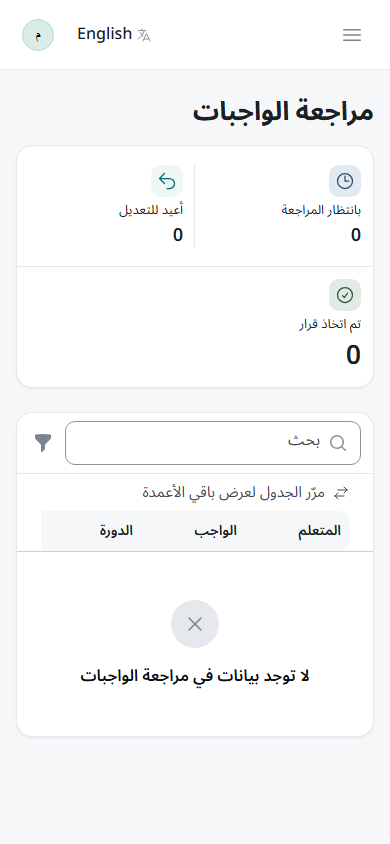 English
م
مراجعة الواجبات
بانتظار المراجعة
0
أعيد للتعديل
0
تم اتخاذ قرار
0
بحث
مرّر الجدول لعرض باقي الأعمدة
المتعلم الواجب الدورة
لا توجد بيانات في مراجعة الواجبات